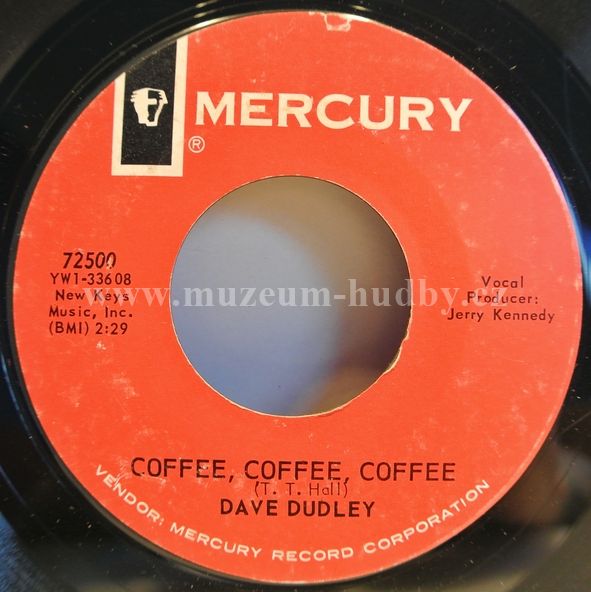 MERCURY
®
72500
YW1-33608
New Keys
Music, Inc.
(BMI) 2:29
Vocal
Producer:
Jerry Kennedy
www.muzeum-hudby.cz
COFFEE, COFFEE, COFFEE
(T. T. Hall)
DAVE DUDLEY
VENDOR: MERCURY RECORD CORPORATION